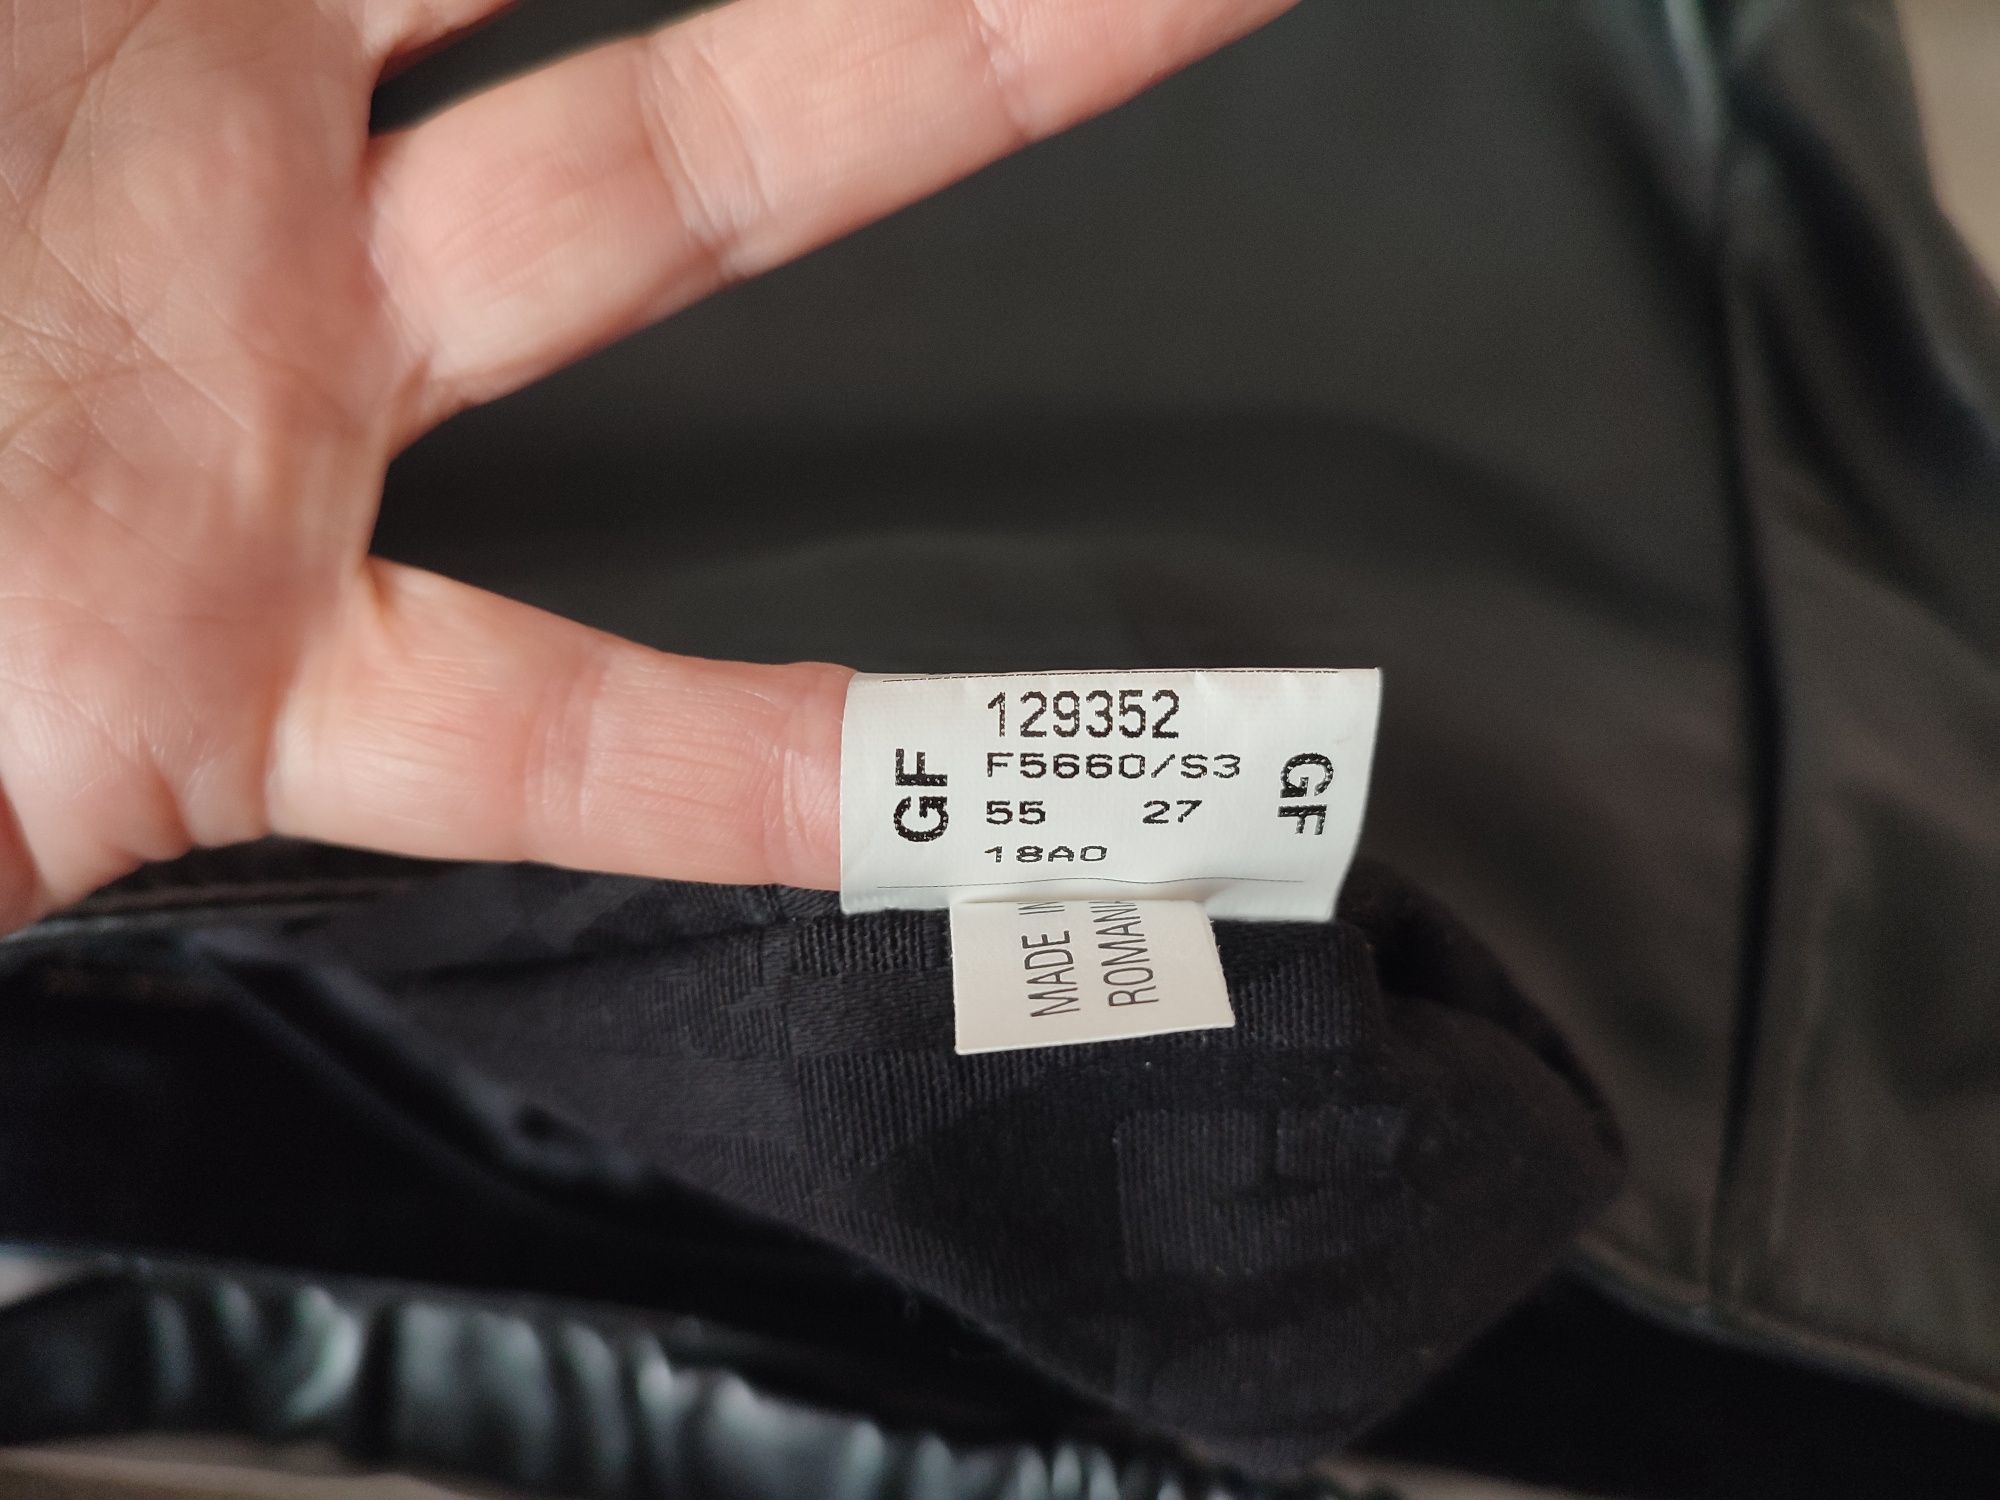 GF
129352
F5660/S3
55 27
18A0
GF
MADE IN
ROMANIA